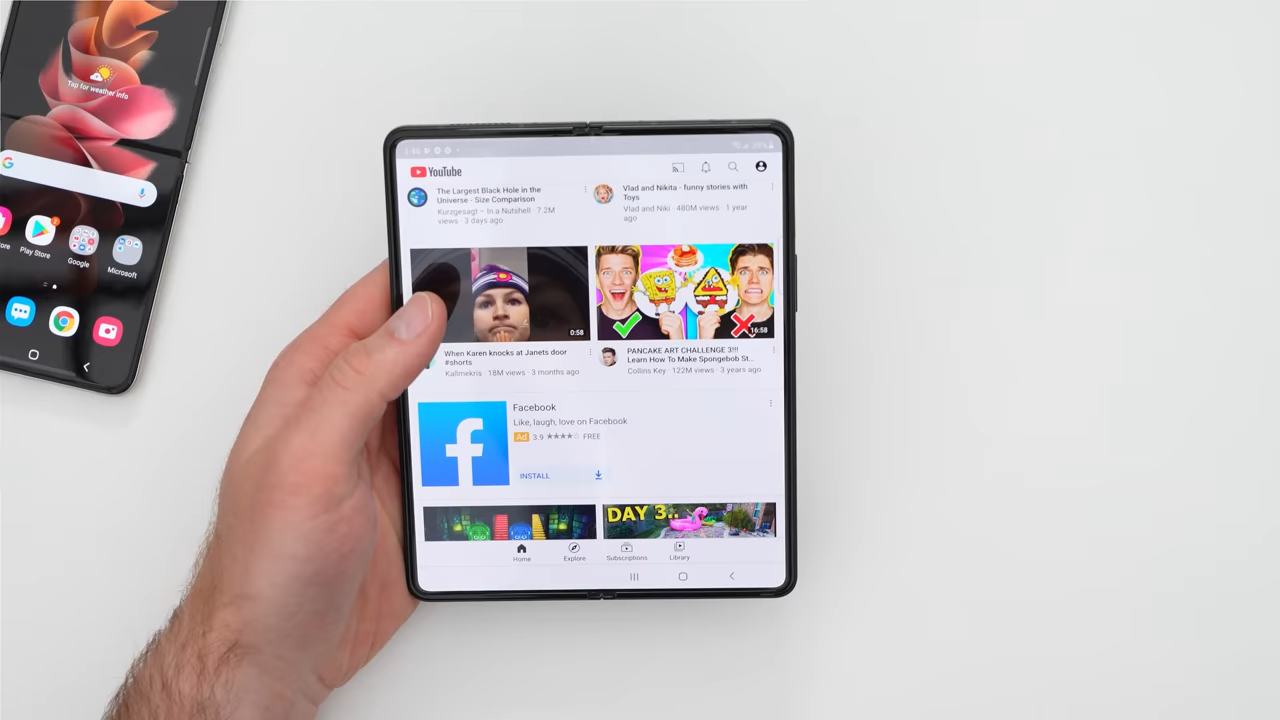 Tap for weather info
Play Store
Google
Microsoft
YouTube
The Largest Black Hole in the
Universe - Size Comparison
Kurzgesagt – In a Nutshell · 7.2M
views · 3 days ago
Vlad and Nikita - funny stories with
Toys
Vlad and Niki · 480M views · 1 year
ago
0:58
16:58
When Karen knocks at Janets door
#shorts
Kallmekris · 18M views · 3 months ago
PANCAKE ART CHALLENGE 3!!!
Learn How To Make Spongebob St...
Collins Key · 122M views · 3 years ago
Facebook
Like, laugh, love on Facebook
Ad 3.9 FREE
INSTALL
DAY 3..
Home
Explore
Subscriptions
Library